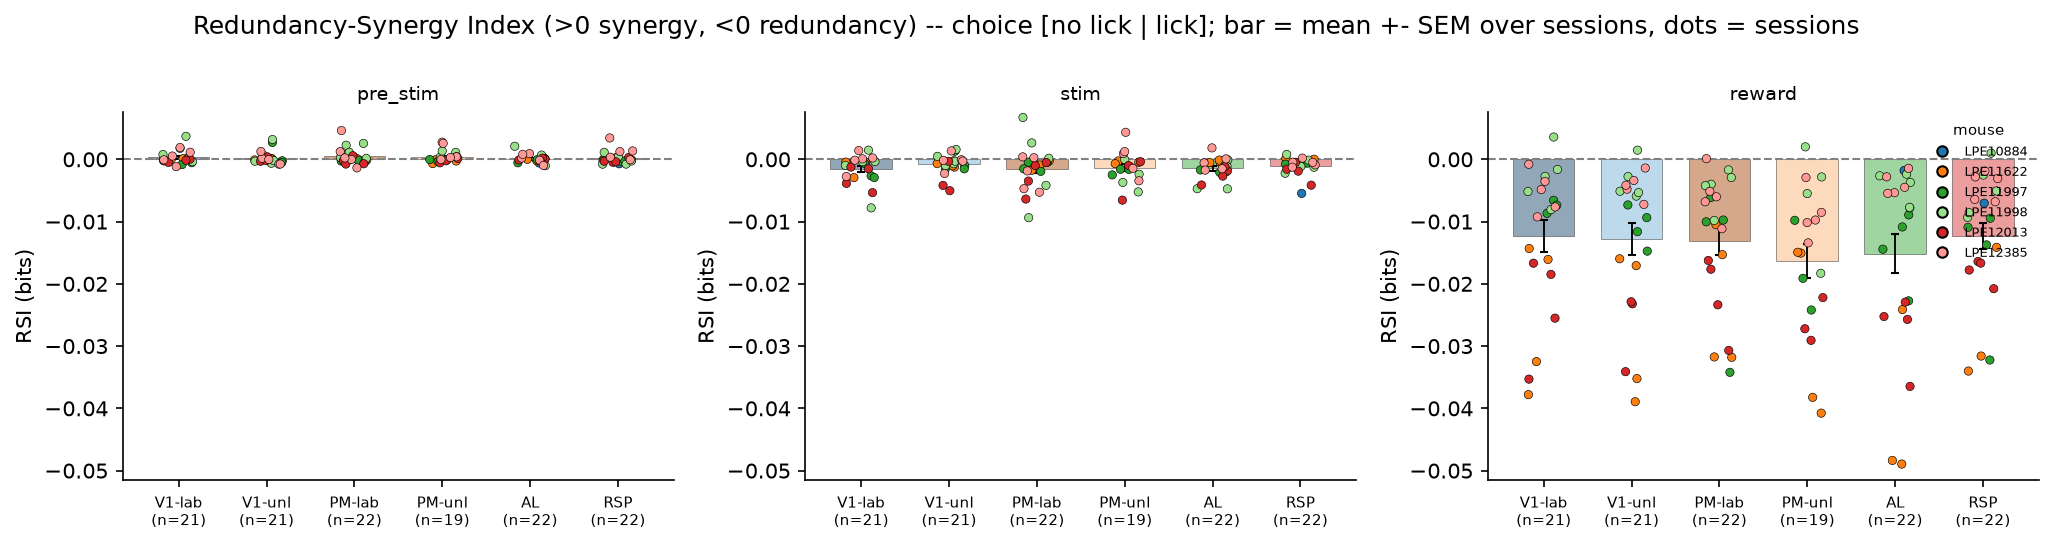 Redundancy-Synergy Index (>0 synergy, <0 redundancy) -- choice [no lick | lick]; bar = mean +- SEM over sessions, dots = sessions
pre_stim
RSI (bits)
0.00
−0.01
−0.02
−0.03
−0.04
−0.05
V1-lab
(n=21)
V1-unl
(n=21)
PM-lab
(n=22)
PM-unl
(n=19)
AL
(n=22)
RSP
(n=22)
stim
RSI (bits)
0.00
−0.01
−0.02
−0.03
−0.04
−0.05
V1-lab
(n=21)
V1-unl
(n=21)
PM-lab
(n=22)
PM-unl
(n=19)
AL
(n=22)
RSP
(n=22)
reward
RSI (bits)
0.00
−0.01
−0.02
−0.03
−0.04
−0.05
V1-lab
(n=21)
V1-unl
(n=21)
PM-lab
(n=22)
PM-unl
(n=19)
AL
(n=22)
RSP
(n=22)
mouse
LPE10884
LPE11622
LPE11997
LPE11998
LPE12013
LPE12385